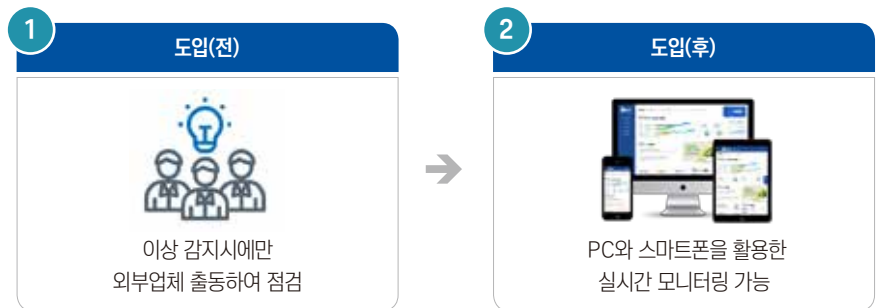 1
도입(전)
이상 감지시에만
외부업체 출동하여 점검
2
도입(후)
PC와 스마트폰을 활용한
실시간 모니터링 가능